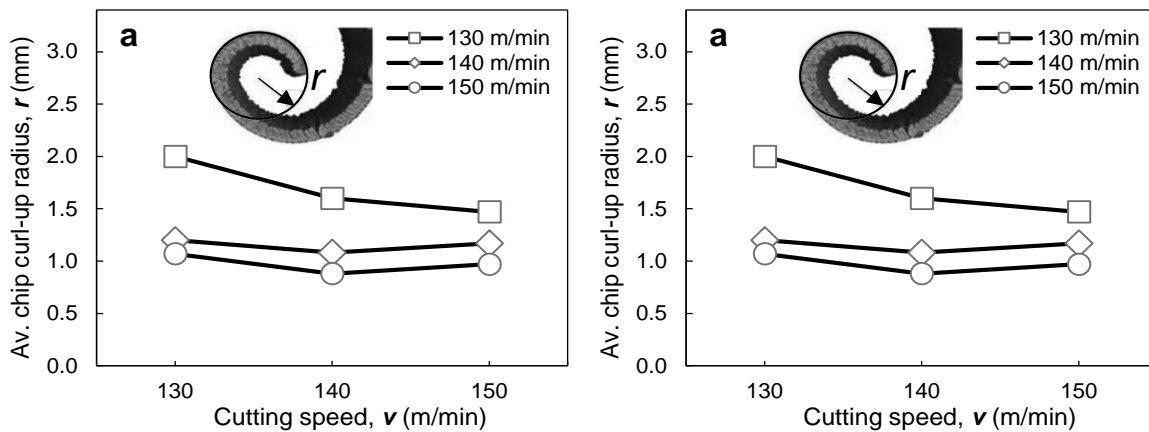 a
130 m/min
140 m/min
150 m/min
r
3.0
2.5
2.0
1.5
1.0
0.5
0.0
Av. chip curl-up radius, r (mm)
130 140 150
Cutting speed, v (m/min)
a
130 m/min
140 m/min
150 m/min
r
3.0
2.5
2.0
1.5
1.0
0.5
0.0
Av. chip curl-up radius, r (mm)
130 140 150
Cutting speed, v (m/min)